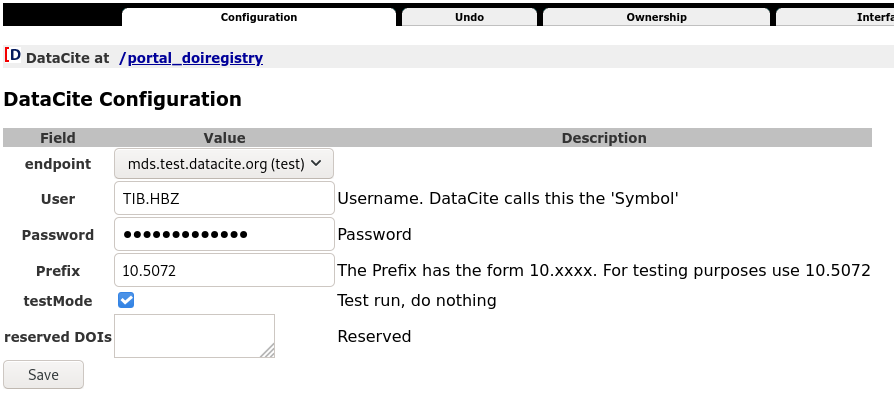 Configuration Undo Ownership Interfa
[D DataCite at /portal_doiregistry
DataCite Configuration
Field Value Description
endpoint mds.test.datacite.org (test)
User TIB.HBZ Username. DataCite calls this the 'Symbol'
Password ●●●●●●●●●●●●● Password
Prefix 10.5072 The Prefix has the form 10.xxxx. For testing purposes use 10.5072
testMode Test run, do nothing
reserved DOIs Reserved
Save